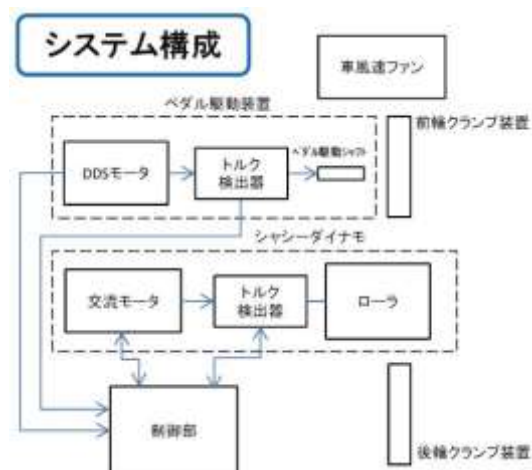 システム構成
車風速ファン
ペダル駆動装置
前輪クランプ装置
DDSモータ
トルク
検出器
ペダル駆動シャフト
シャシーダイナモ
交流モータ
トルク
検出器
ローラ
制御部
後輪クランプ装置